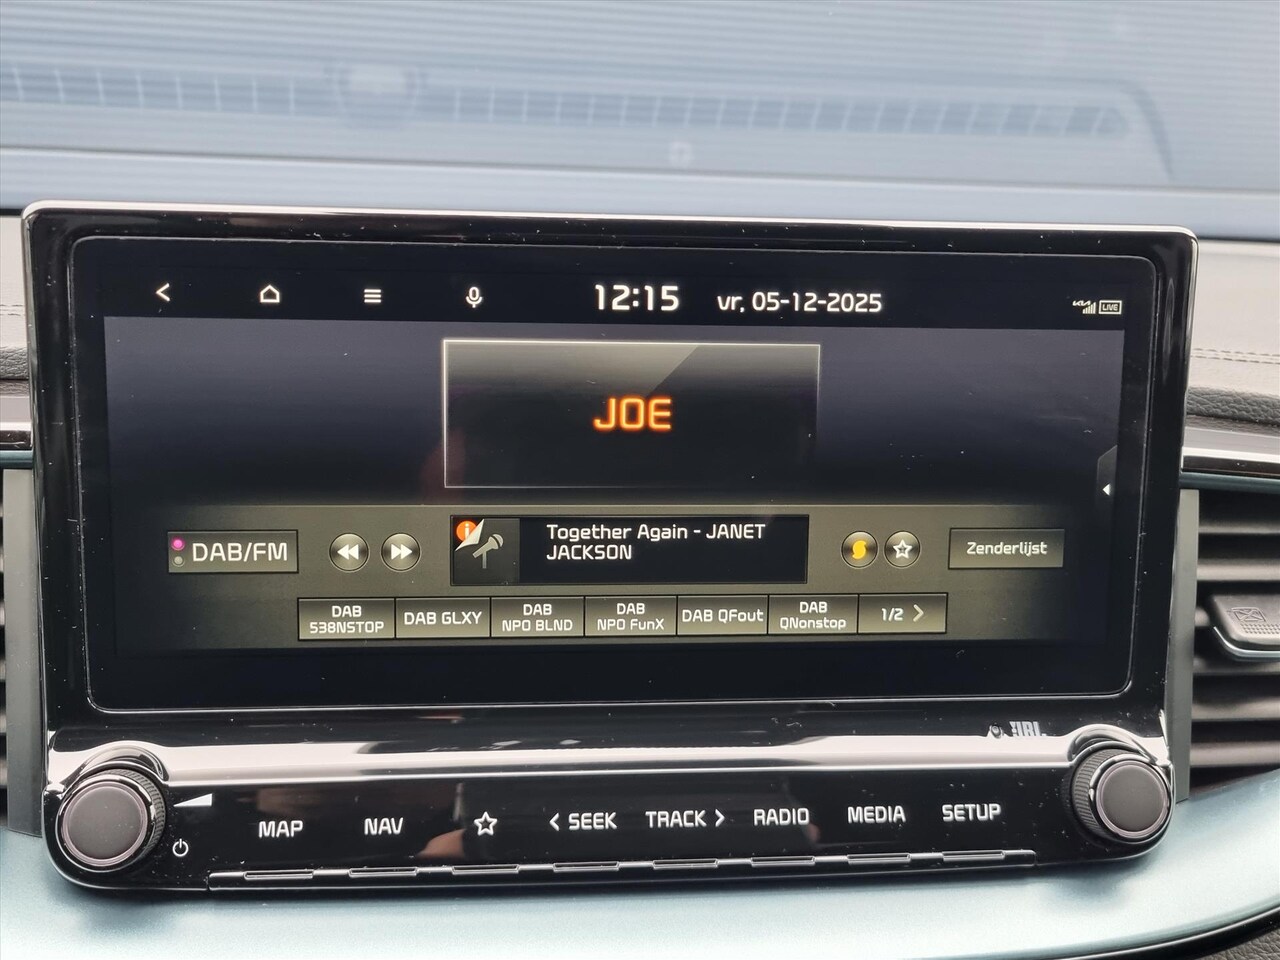 12:15 vr, 05-12-2025
KIA LIVE
JOE
DAB/FM
i
Together Again - JANET
JACKSON
Zenderlijst
DAB
538NSTOP
DAB GLXY
DAB
NPO BLND
DAB
NPO FunX
DAB QFout
DAB
QNonstop
1/2 >
JBL
MAP
NAV
< SEEK
TRACK >
RADIO
MEDIA
SETUP